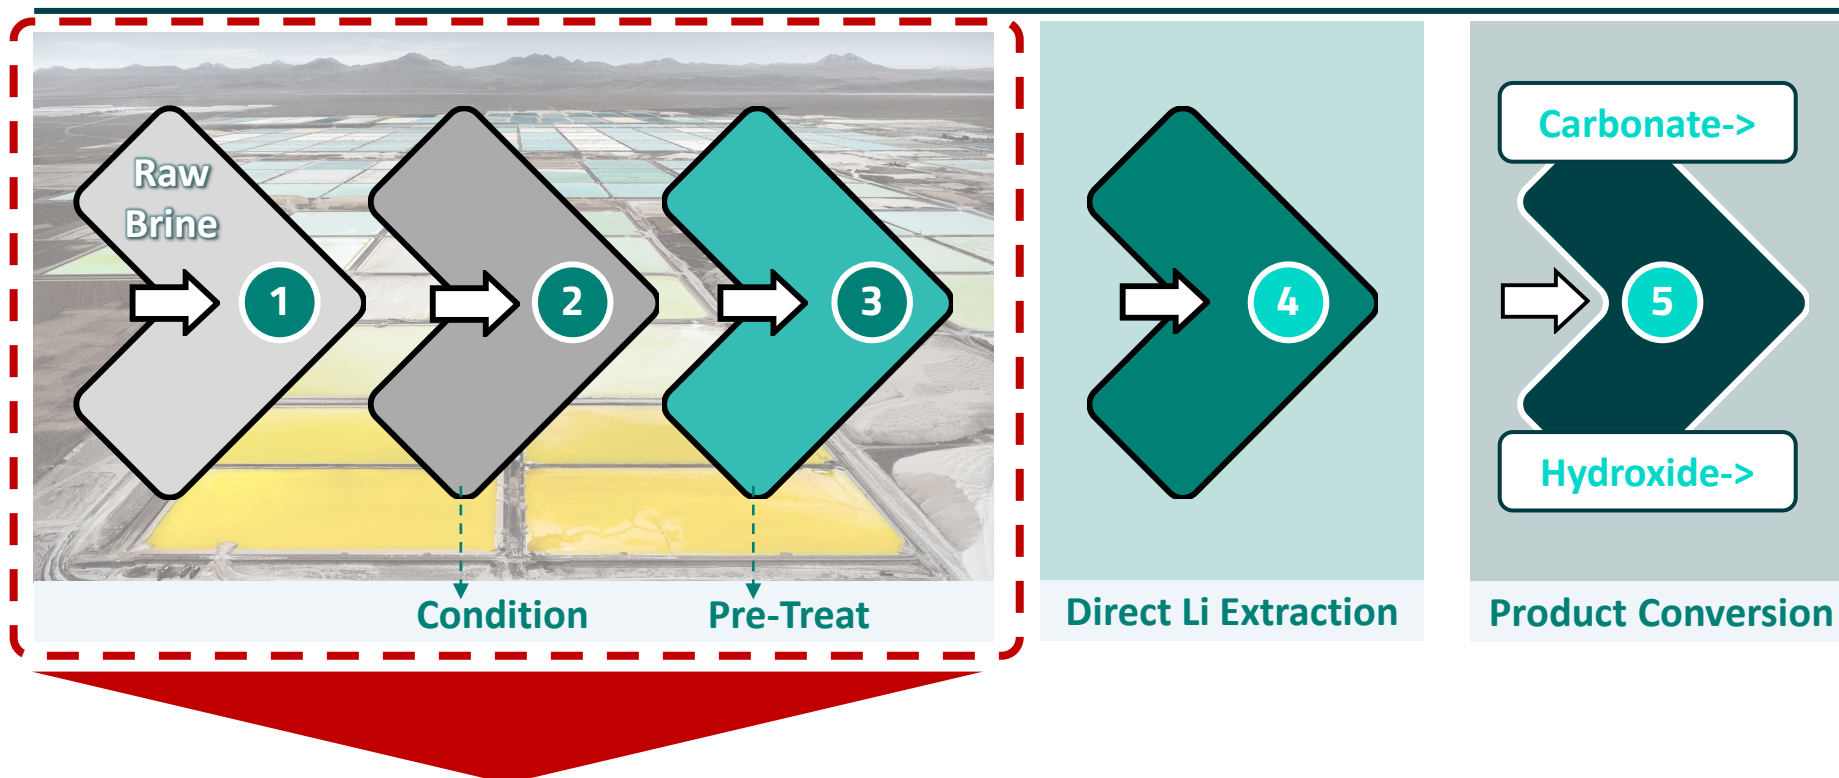 Raw
Brine
1
2
3
4
5
Carbonate->
Hydroxide->
Condition
Pre-Treat
Direct Li Extraction
Product Conversion